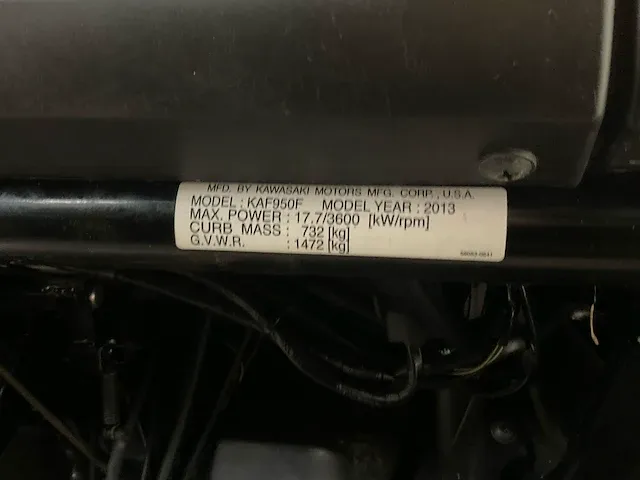 MFD. BY KAWASAKI MOTORS MFG. CORP., U.S.A.
MODEL : KAF950F MODEL YEAR : 2013
MAX. POWER : 17.7/3600 [kW/rpm]
CURB MASS : 732 [kg]
G.V.W.R. : 1472 [kg]